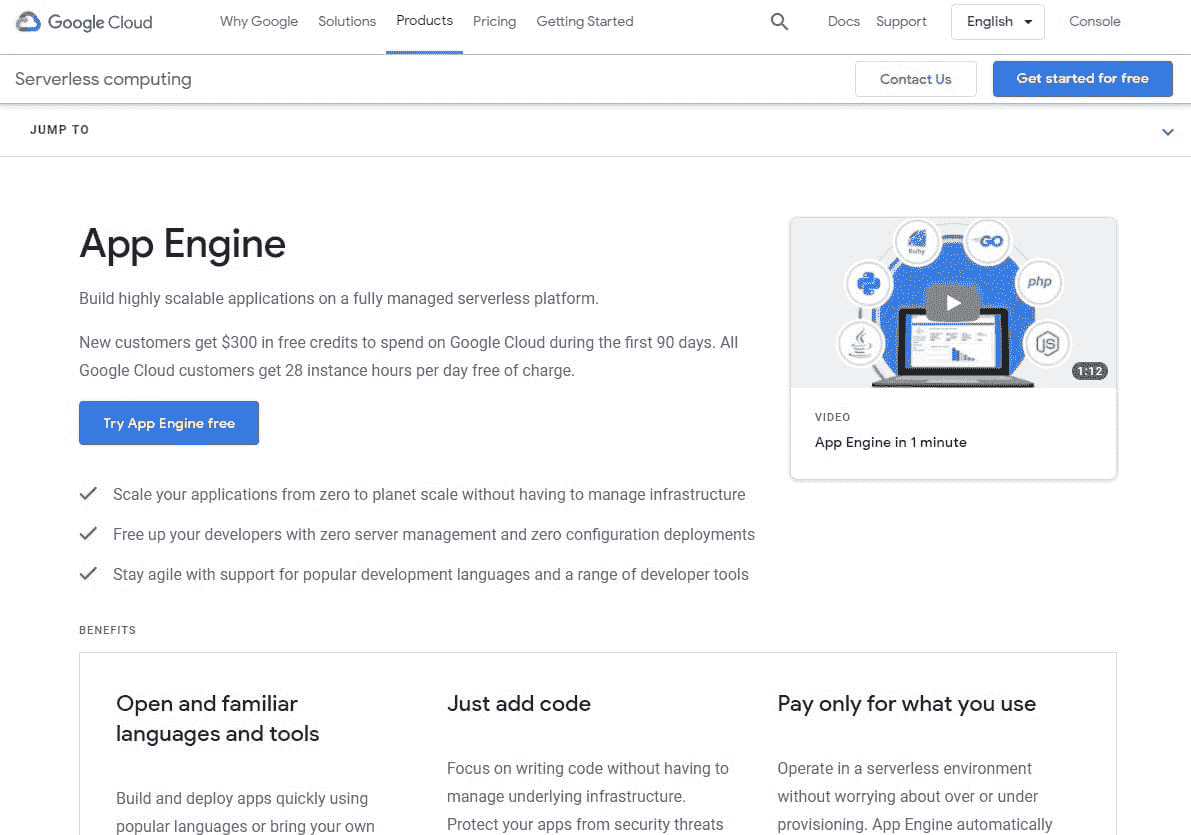 Google Cloud
Why Google
Solutions
Products
Pricing
Getting Started
Docs
Support
English
Console
Serverless computing
Contact Us
Get started for free
JUMP TO
App Engine
Build highly scalable applications on a fully managed serverless platform.
New customers get $300 in free credits to spend on Google Cloud during the first 90 days. All
Google Cloud customers get 28 instance hours per day free of charge.
Try App Engine free
Ruby
GO
php
JS
Java
1:12
VIDEO
App Engine in 1 minute
Scale your applications from zero to planet scale without having to manage infrastructure
Free up your developers with zero server management and zero configuration deployments
Stay agile with support for popular development languages and a range of developer tools
BENEFITS
Open and familiar
languages and tools
Build and deploy apps quickly using
popular languages or bring your own
Just add code
Focus on writing code without having to
manage underlying infrastructure.
Protect your apps from security threats
Pay only for what you use
Operate in a serverless environment
without worrying about over or under
provisioning. App Engine automatically